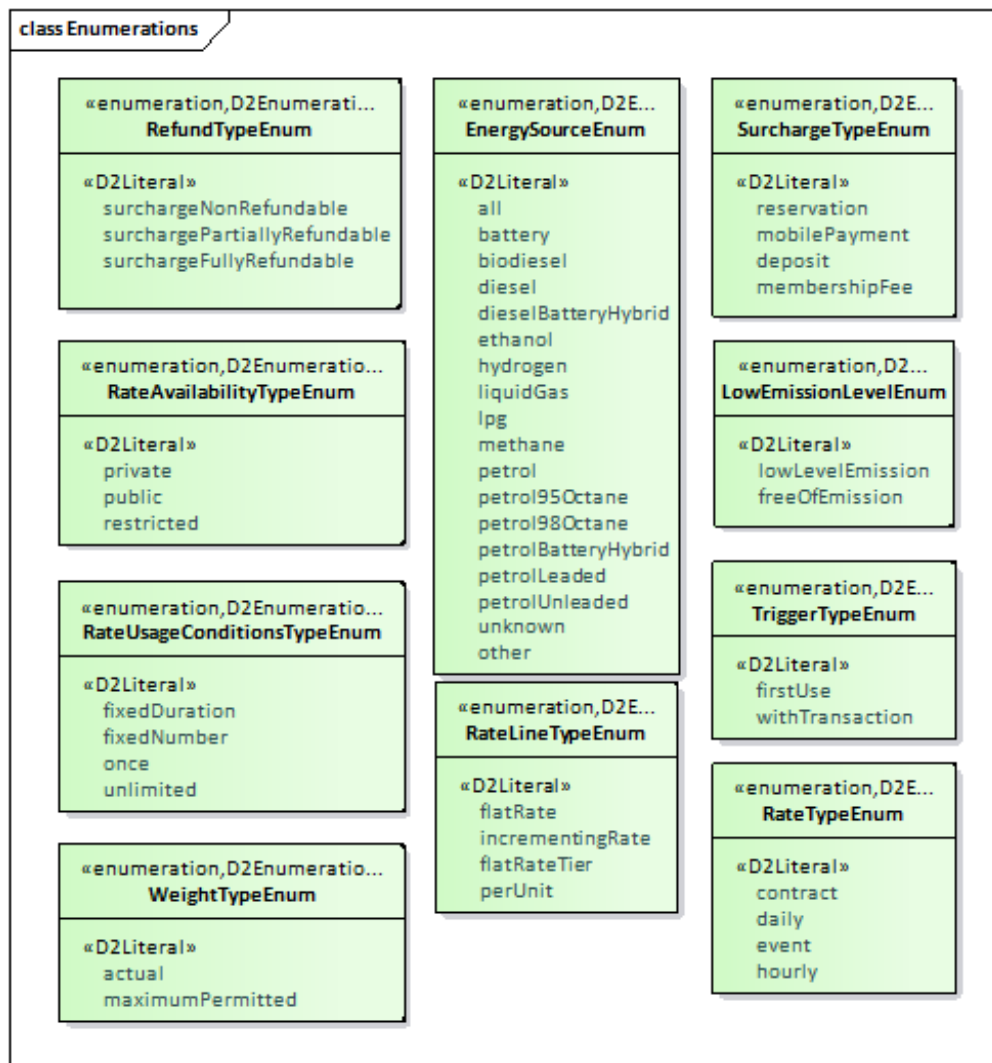 class Enumerations
«enumeration,D2Enumerati...
RefundTypeEnum
«D2Literal»
surchargeNonRefundable
surchargePartiallyRefundable
surchargeFullyRefundable
«enumeration,D2Enumeratio...
RateAvailabilityTypeEnum
«D2Literal»
private
public
restricted
«enumeration,D2Enumeratio...
RateUsageConditionsTypeEnum
«D2Literal»
fixedDuration
fixedNumber
once
unlimited
«enumeration,D2Enumeratio...
WeightTypeEnum
«D2Literal»
actual
maximumPermitted
«enumeration,D2E...
EnergySourceEnum
«D2Literal»
all
battery
biodiesel
diesel
dieselBatteryHybrid
ethanol
hydrogen
liquidGas
lpg
methane
petrol
petrol95Octane
petrol98Octane
petrolBatteryHybrid
petrolLeaded
petrolUnleaded
unknown
other
«enumeration,D2E...
RateLineTypeEnum
«D2Literal»
flatRate
incrementingRate
flatRateTier
perUnit
«enumeration,D2E...
SurchargeTypeEnum
«D2Literal»
reservation
mobilePayment
deposit
membershipFee
«enumeration,D2...
LowEmissionLevelEnum
«D2Literal»
lowLevelEmission
freeOfEmission
«enumeration,D2E...
TriggerTypeEnum
«D2Literal»
firstUse
withTransaction
«enumeration,D2E...
RateTypeEnum
«D2Literal»
contract
daily
event
hourly